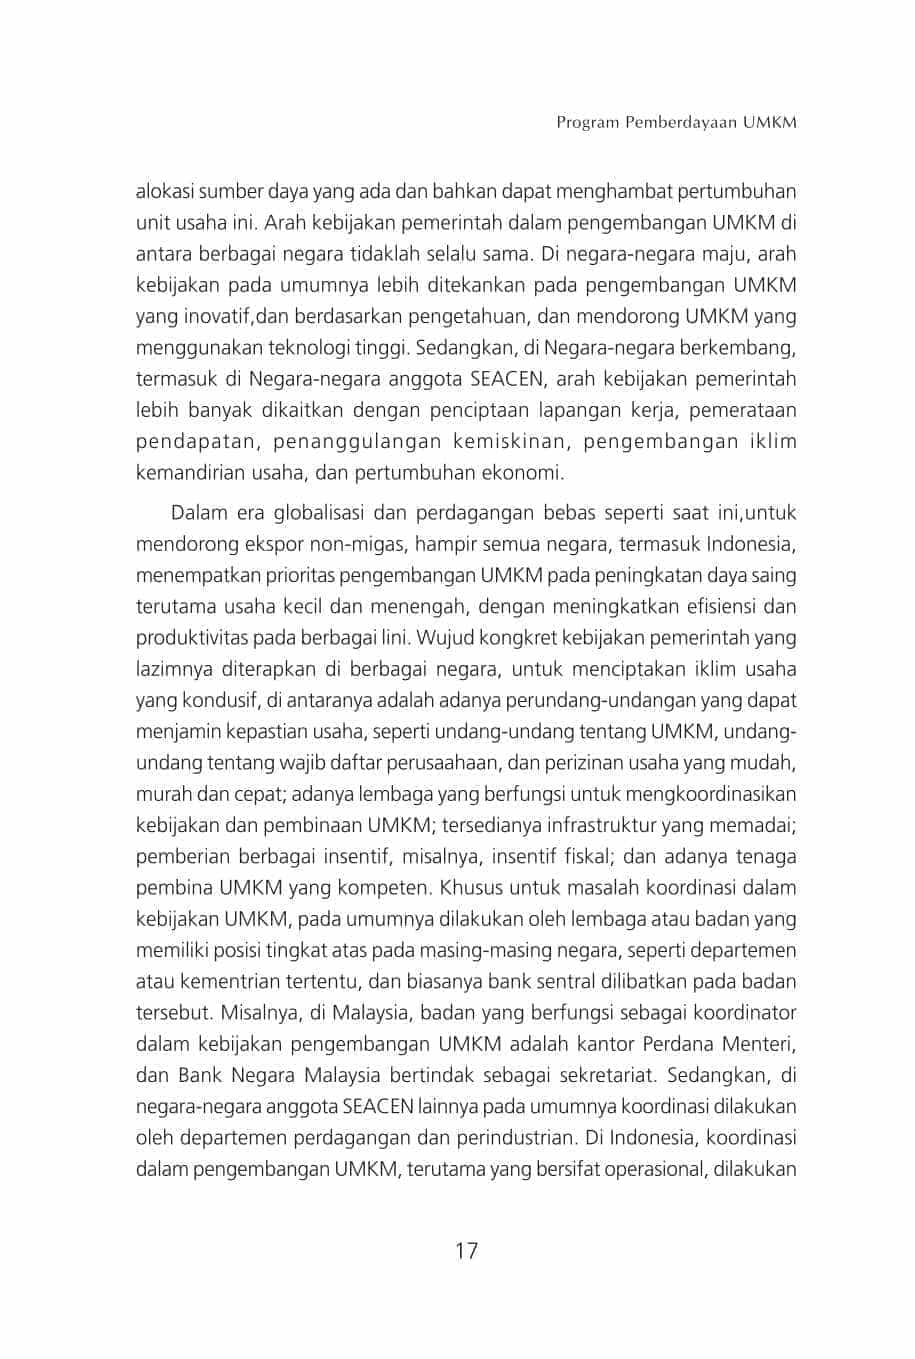 Program Pemberdayaan UMKM
alokasi sumber daya yang ada dan bahkan dapat menghambat pertumbuhan
unit usaha ini. Arah kebijakan pemerintah dalam pengembangan UMKM di
antara berbagai negara tidaklah selalu sama. Di negara-negara maju, arah
kebijakan pada umumnya lebih ditekankan pada pengembangan UMKM
yang inovatif,dan berdasarkan pengetahuan, dan mendorong UMKM yang
menggunakan teknologi tinggi. Sedangkan, di Negara-negara berkembang,
termasuk di Negara-negara anggota SEACEN, arah kebijakan pemerintah
lebih banyak dikaitkan dengan penciptaan lapangan kerja, pemerataan
pendapatan, penanggulangan kemiskinan, pengembangan iklim
kemandirian usaha, dan pertumbuhan ekonomi.
Dalam era globalisasi dan perdagangan bebas seperti saat ini,untuk
mendorong ekspor non-migas, hampir semua negara, termasuk Indonesia,
menempatkan prioritas pengembangan UMKM pada peningkatan daya saing
terutama usaha kecil dan menengah, dengan meningkatkan efisiensi dan
produktivitas pada berbagai lini. Wujud kongkret kebijakan pemerintah yang
lazimnya diterapkan di berbagai negara, untuk menciptakan iklim usaha
yang kondusif, di antaranya adalah adanya perundang-undangan yang dapat
menjamin kepastian usaha, seperti undang-undang tentang UMKM, undang-
undang tentang wajib daftar perusaahaan, dan perizinan usaha yang mudah,
murah dan cepat; adanya lembaga yang berfungsi untuk mengkoordinasikan
kebijakan dan pembinaan UMKM; tersedianya infrastruktur yang memadai;
pemberian berbagai insentif, misalnya, insentif fiskal; dan adanya tenaga
pembina UMKM yang kompeten. Khusus untuk masalah koordinasi dalam
kebijakan UMKM, pada umumnya dilakukan oleh lembaga atau badan yang
memiliki posisi tingkat atas pada masing-masing negara, seperti departemen
atau kementrian tertentu, dan biasanya bank sentral dilibatkan pada badan
tersebut. Misalnya, di Malaysia, badan yang berfungsi sebagai koordinator
dalam kebijakan pengembangan UMKM adalah kantor Perdana Menteri,
dan Bank Negara Malaysia bertindak sebagai sekretariat. Sedangkan, di
negara-negara anggota SEACEN lainnya pada umumnya koordinasi dilakukan
oleh departemen perdagangan dan perindustrian. Di Indonesia, koordinasi
dalam pengembangan UMKM, terutama yang bersifat operasional, dilakukan
17